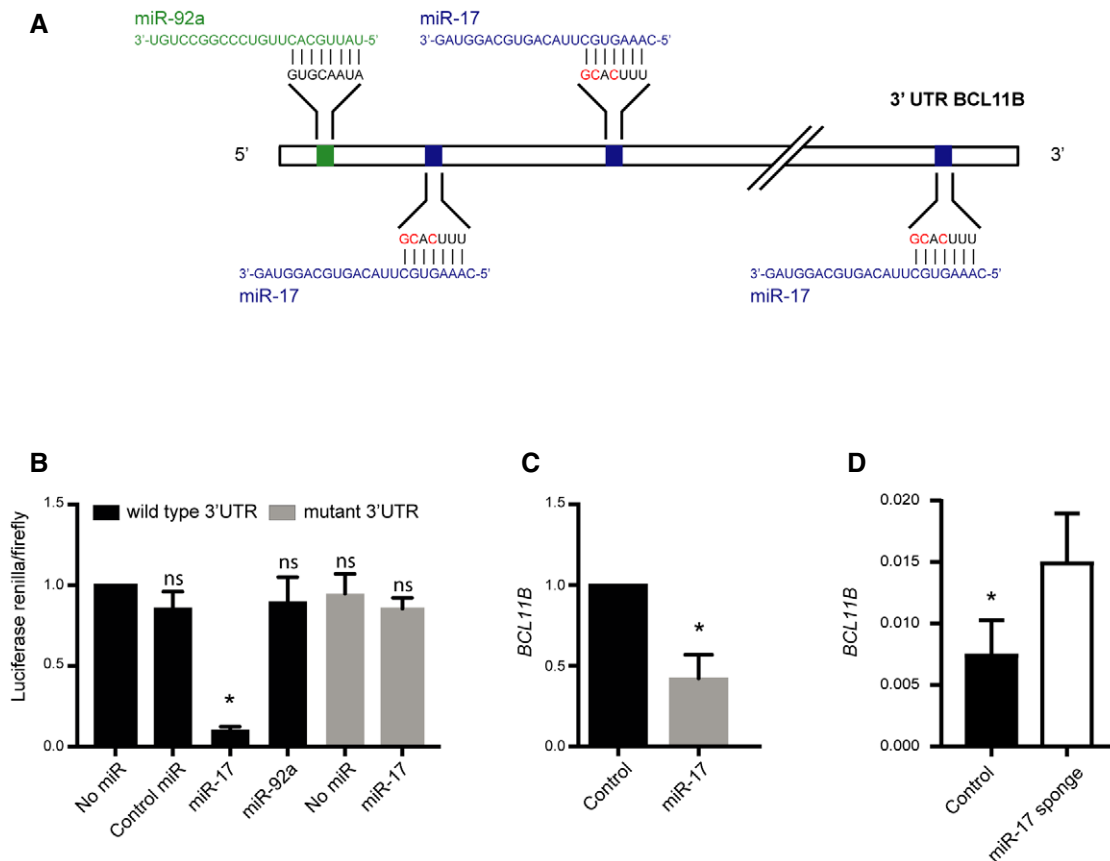 A
miR-92a
3'-UGUCCGGCCCUGUUCACGUUAU-5'
GUGCAAUA
miR-17
3'-GAUGGACGUGACAUUCGUGAAAC-5'
GCACUUU
3' UTR BCL11B
5'
3'
GCACUUU
3'-GAUGGACGUGACAUUCGUGAAAC-5'
miR-17
GCACUUU
3'-GAUGGACGUGACAUUCGUGAAAC-5'
miR-17
B
Luciferase renilla/firefly
1.5
1.0
0.5
0.0
wild type 3'UTR
mutant 3'UTR
ns
*
ns
ns
ns
No miR
Control miR
miR-17
miR-92a
No miR
miR-17
C
BCL11B
1.5
1.0
0.5
0.0
*
Control
miR-17
D
BCL11B
0.020
0.015
0.010
0.005
0.000
*
Control
miR-17 sponge